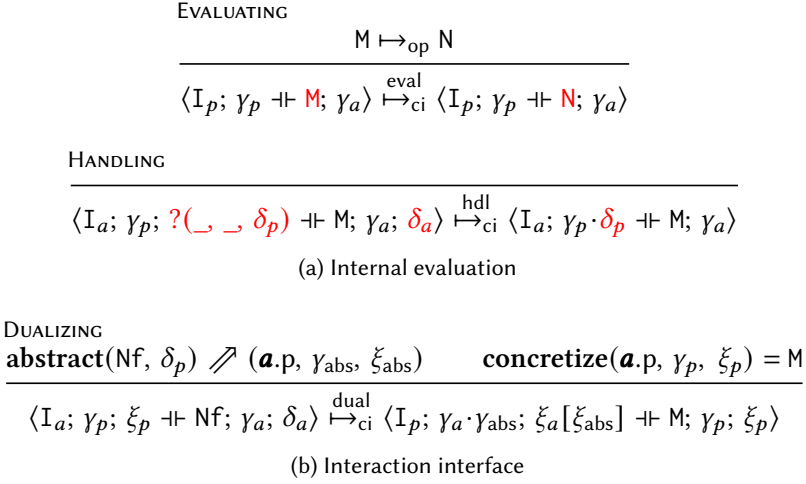 EVALUATING
M ↦op N
⟨Ip; γp ⊣⊢ M; γa⟩ ↦ci eval ⟨Ip; γp ⊣⊢ N; γa⟩
HANDLING
⟨Ia; γp; ?(_, _, δp) ⊣⊢ M; γa; δa⟩ ↦ci hdl ⟨Ia; γp·δp ⊣⊢ M; γa⟩
(a) Internal evaluation
DUALIZING
abstract(Nf, δp) ⇗ (a.p, γabs, ξabs) concretize(a.p, γp, ξp) = M
⟨Ia; γp; ξp ⊣⊢ Nf; γa; δa⟩ ↦ci dual ⟨Ip; γa·γabs; ξa[ξabs] ⊣⊢ M; γp; ξp⟩
(b) Interaction interface